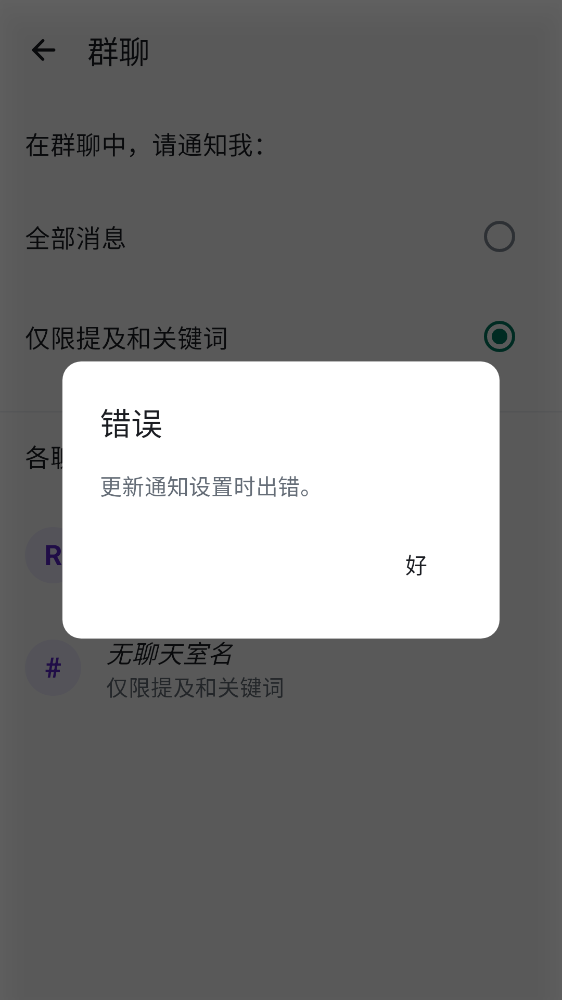 群聊
在群聊中，请通知我：
全部消息
仅限提及和关键词
各
错误
更新通知设置时出错。
好
R
#
无聊天室名
仅限提及和关键词